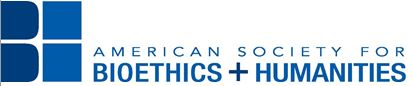 AMERICAN SOCIETY FOR
BIOETHICS + HUMANITIES